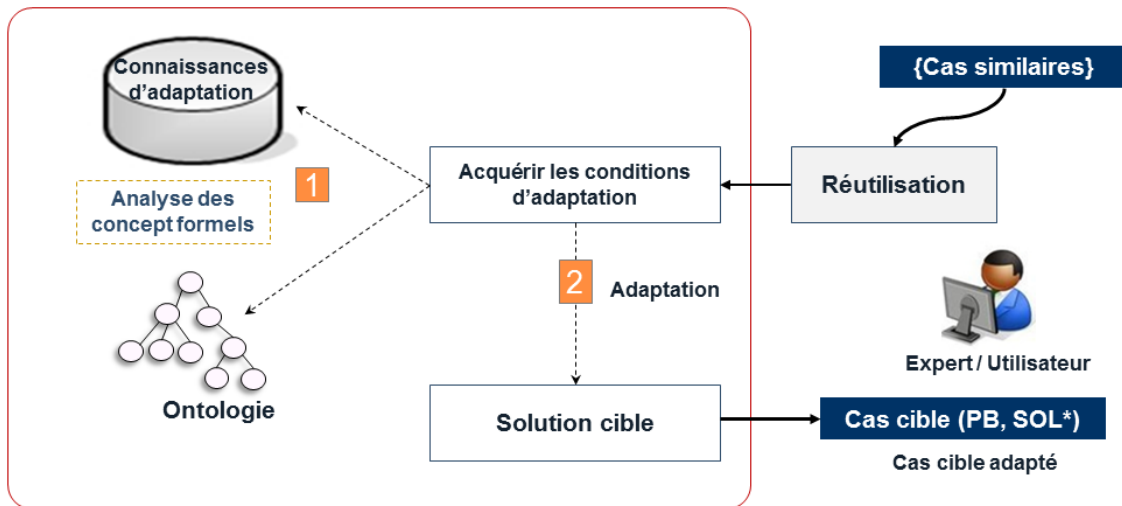 Connaissances
d'adaptation
{Cas similaires}
1
Acquérir les conditions
d'adaptation
Réutilisation
Analyse des
concept formels
2
Adaptation
Expert / Utilisateur
Ontologie
Solution cible
Cas cible (PB, SOL*)
Cas cible adapté